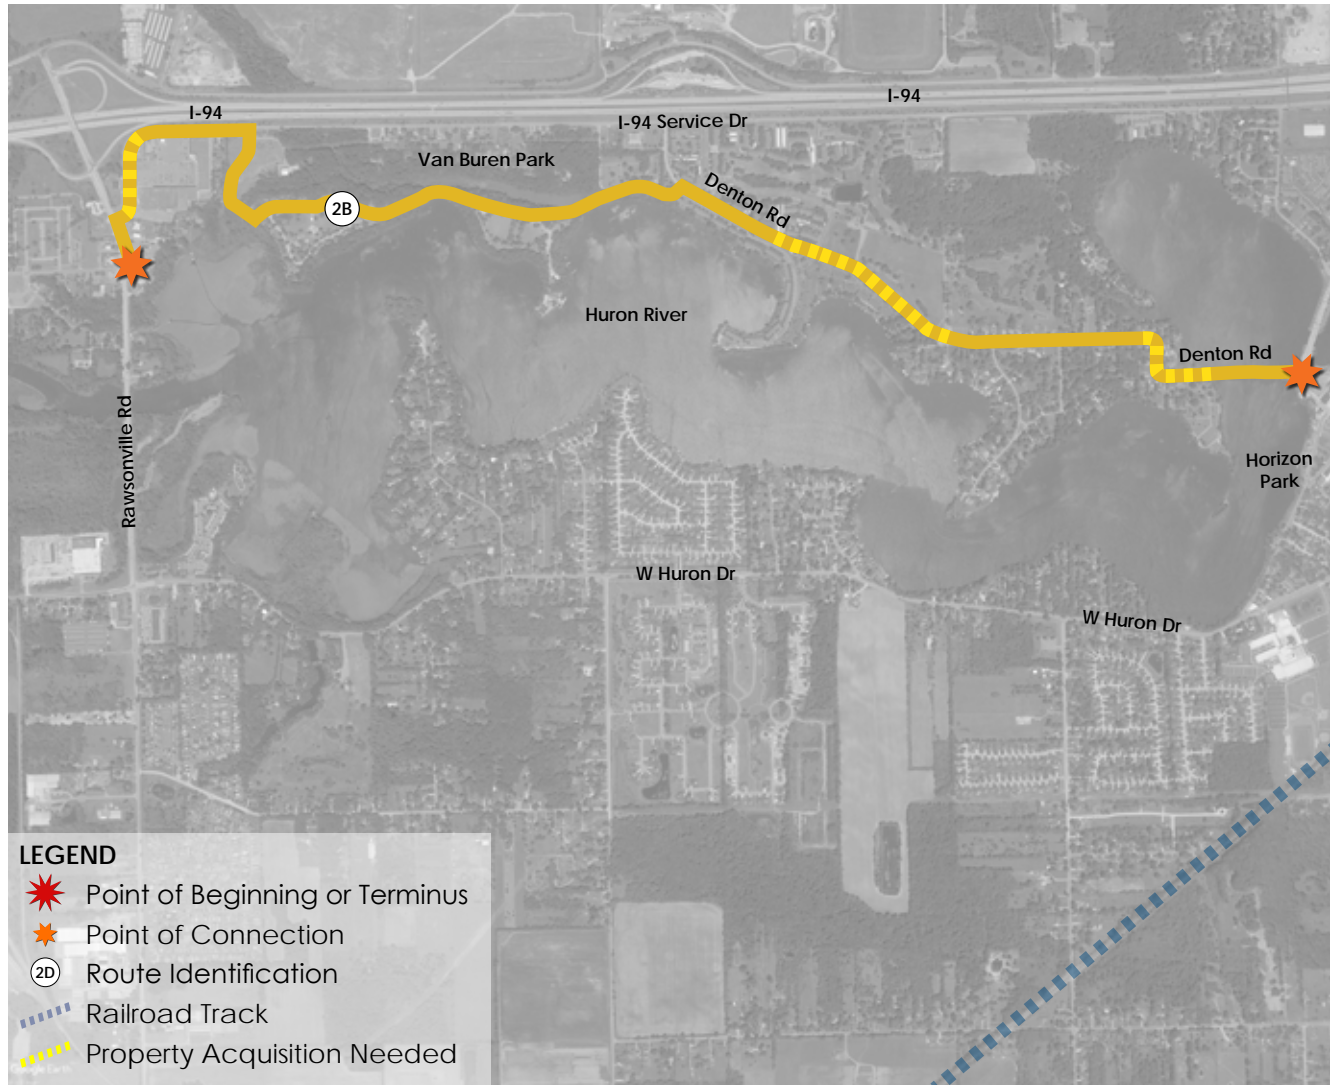 I-94
I-94
I-94 Service Dr
Van Buren Park
Denton Rd
2B
Huron River
Denton Rd
Rawsonville Rd
Horizon
Park
W Huron Dr
W Huron Dr
LEGEND
Point of Beginning or Terminus
Point of Connection
2D Route Identification
Railroad Track
Property Acquisition Needed
Google Earth